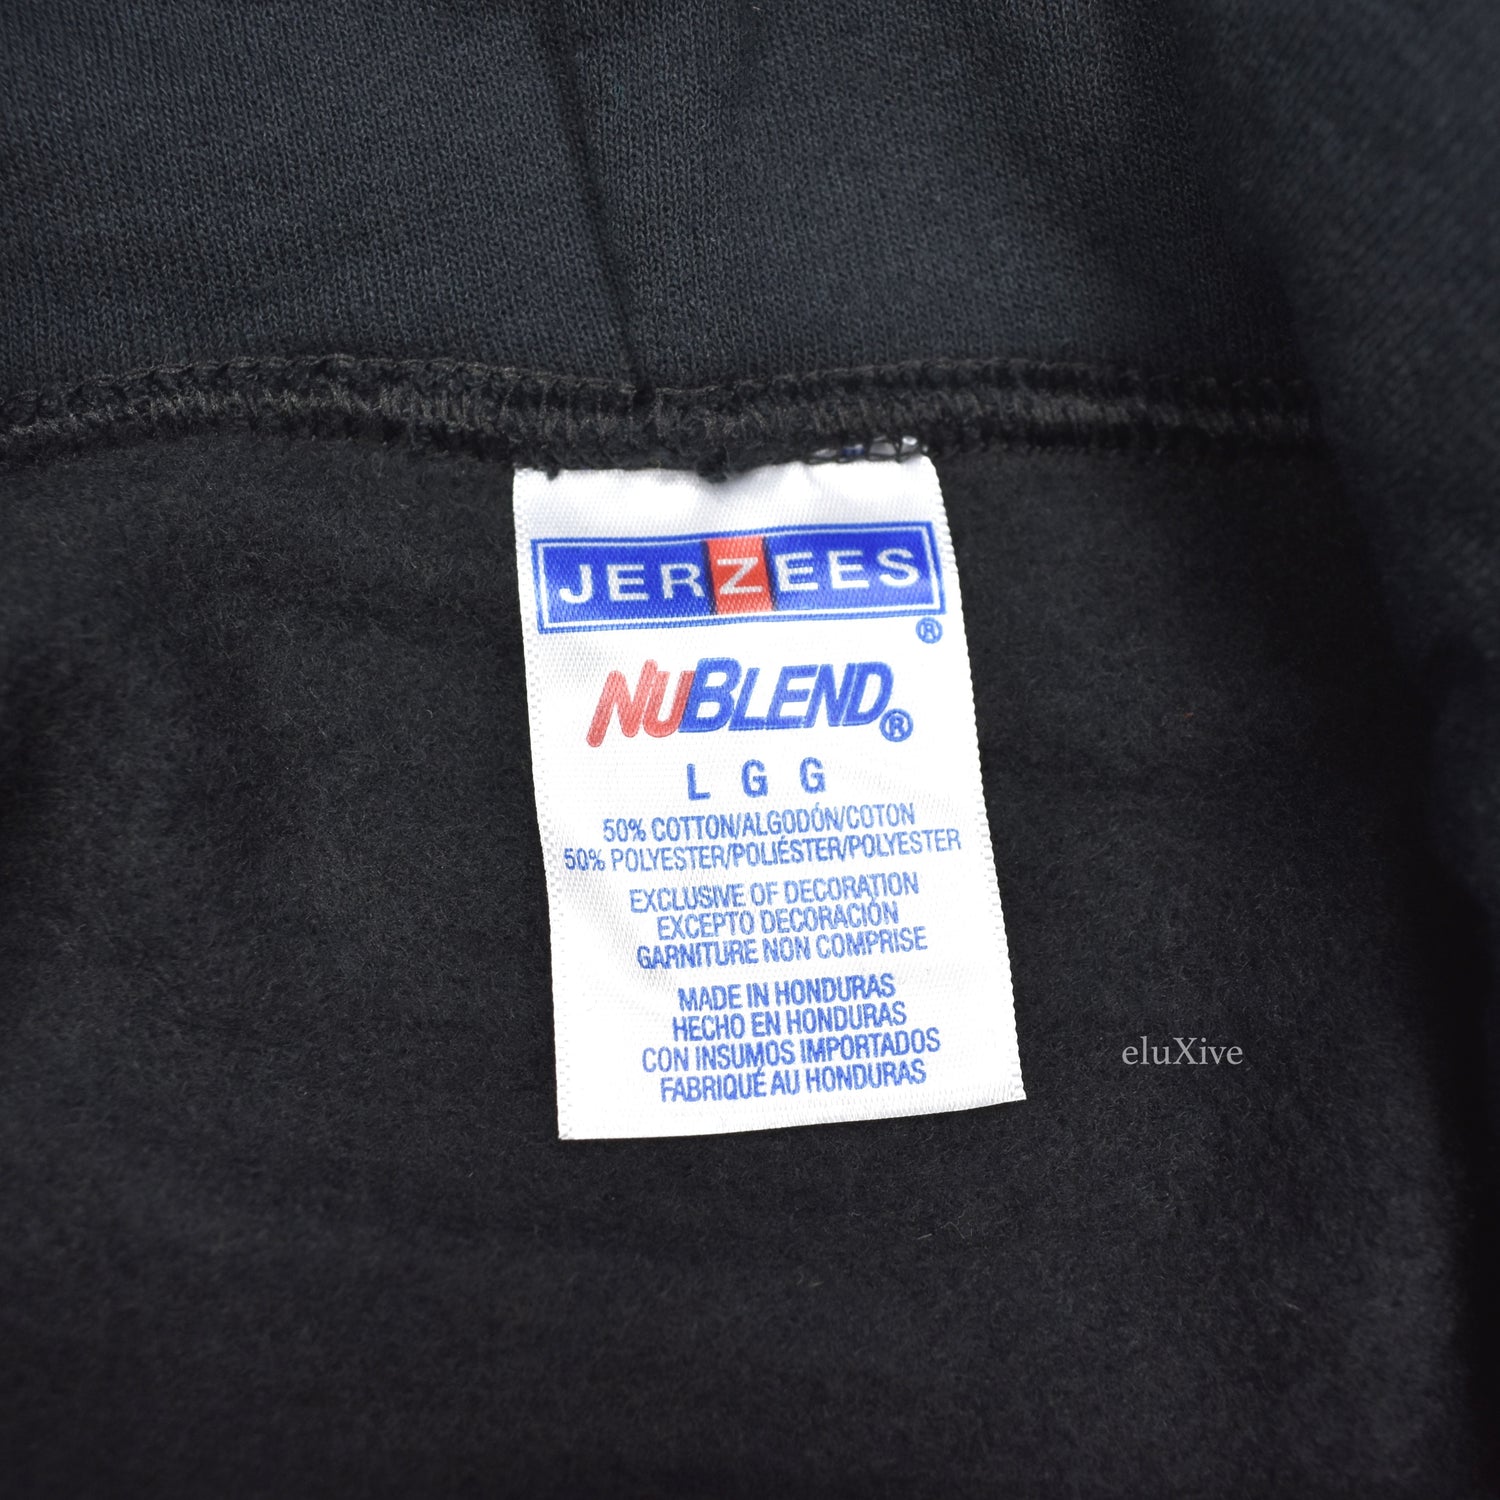 JERZEES
®
NUBLEND®
L G G
50% COTTON/ALGODÓN/COTON
50% POLYESTER/POLIÉSTER/POLYESTER
EXCLUSIVE OF DECORATION
EXCEPTO DECORACIÓN
GARNITURE NON COMPRISE
MADE IN HONDURAS
HECHO EN HONDURAS
CON INSUMOS IMPORTADOS
FABRIQUÉ AU HONDURAS
eluXive